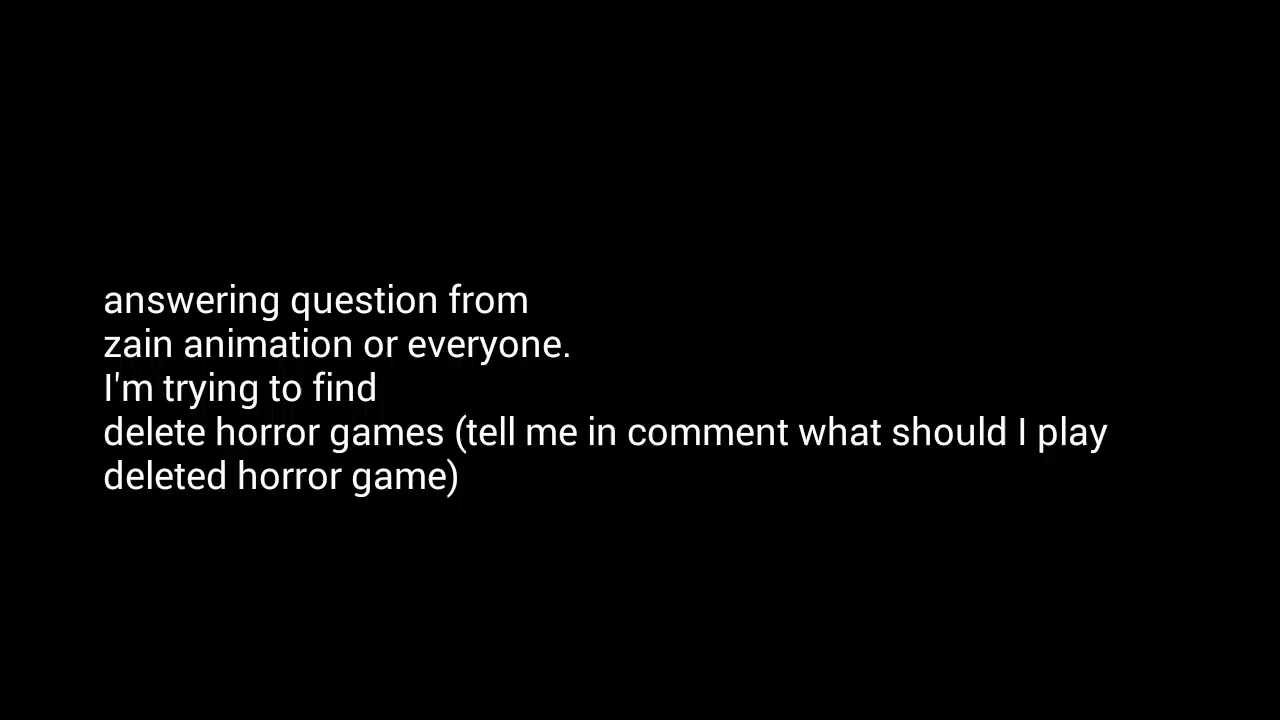 answering question from
zain animation or everyone.
I'm trying to find
delete horror games (tell me in comment what should I play
deleted horror game)